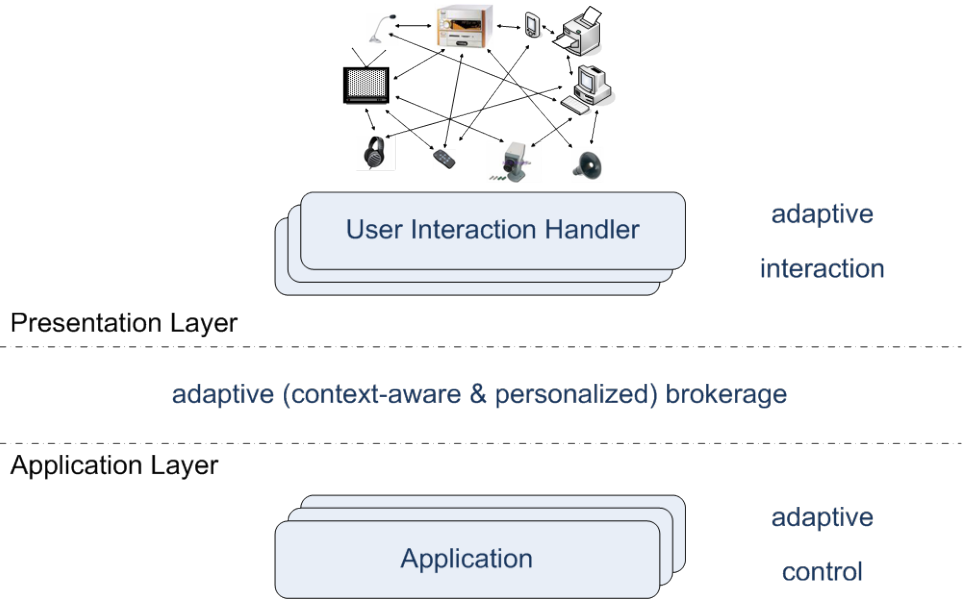 User Interaction Handler
adaptive
interaction
Presentation Layer
adaptive (context-aware & personalized) brokerage
Application Layer
Application
adaptive
control